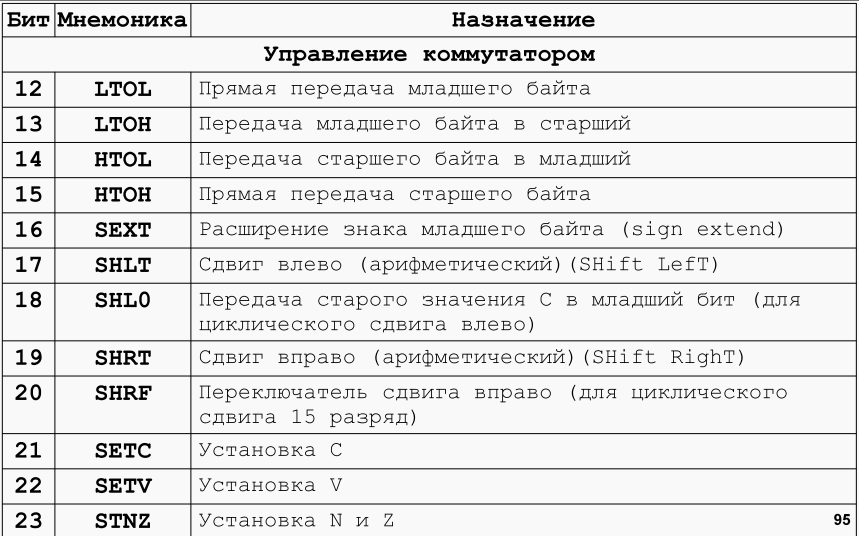 Бит Мнемоника Назначение
Управление коммутатором
12 LTOL Прямая передача младшего байта
13 LTOH Передача младшего байта в старший
14 HTOL Передача старшего байта в младший
15 HTOH Прямая передача старшего байта
16 SEXT Расширение знака младшего байта (sign extend)
17 SHLT Сдвиг влево (арифметический)(SHift LefT)
18 SHL0 Передача старого значения С в младший бит (для
циклического сдвига влево)
19 SHRT Сдвиг вправо (арифметический)(SHift RighT)
20 SHRF Переключатель сдвига вправо (для циклического
сдвига 15 разряд)
21 SETC Установка C
22 SETV Установка V
23 STNZ Установка N и Z
95